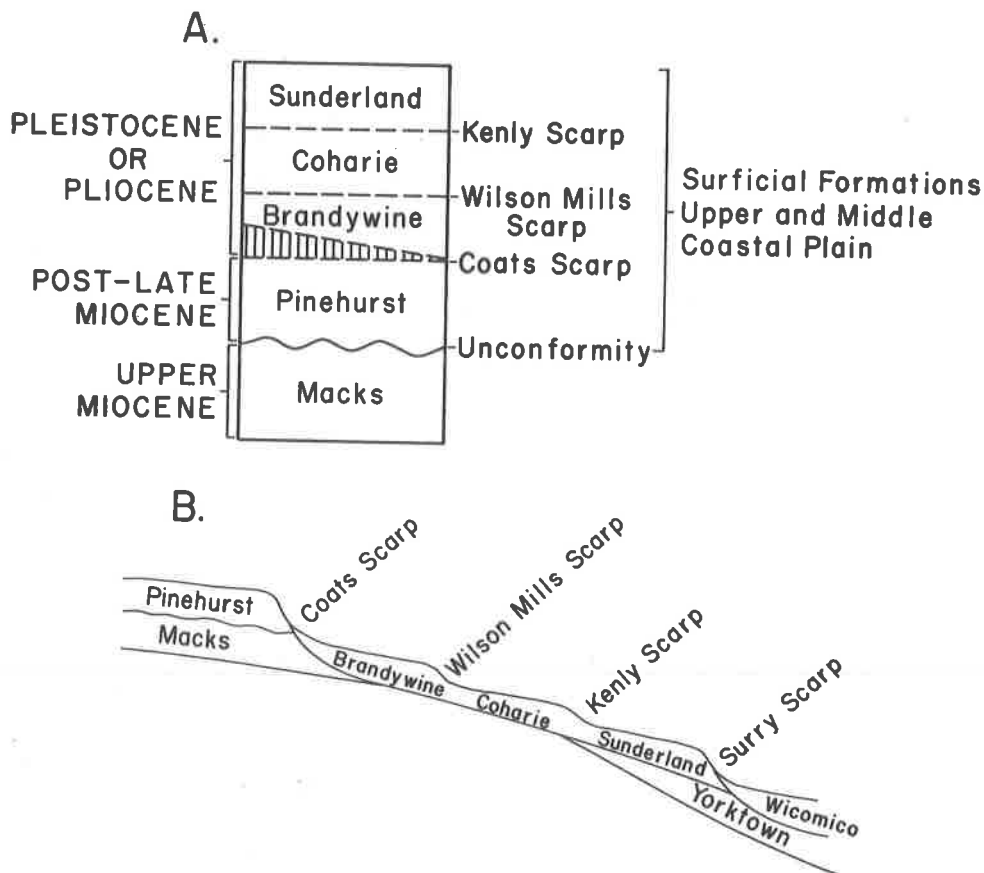 A.
Sunderland
Kenly Scarp
PLEISTOCENE
OR
PLIOCENE
Coharie
Wilson Mills
Scarp
Brandywine
Coats Scarp
Surficial Formations
Upper and Middle
Coastal Plain
POST-LATE
MIOCENE
Pinehurst
Unconformity
UPPER
MIOCENE
Macks
B.
Pinehurst
Macks
Coats Scarp
Brandywine
Wilson Mills Scarp
Coharie
Kenly Scarp
Sunderland
Surry Scarp
Yorktown
Wicomico